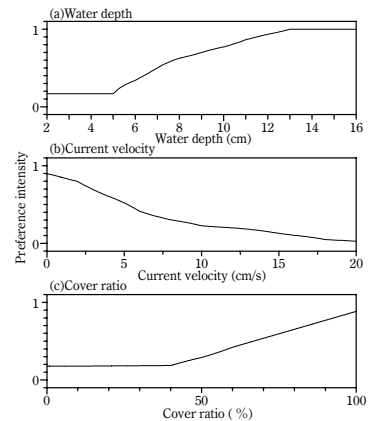 (a)Water depth
1
0
2 4 6 8 10 12 14 16
Water depth (cm)
(b)Current velocity
Preference intensity
1
0
0 5 10 15 20
Current velocity (cm/s)
(c)Cover ratio
1
0
0 50 100
Cover ratio ( %)